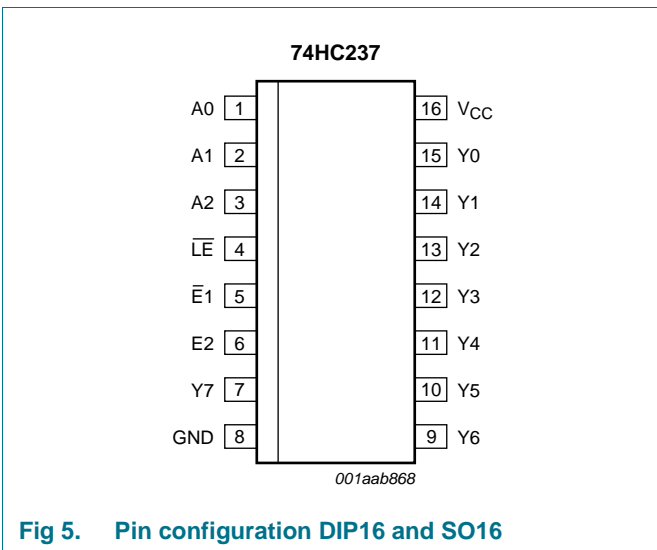 74HC237
A0 1 16 VCC
A1 2 15 Y0
A2 3 14 Y1
L̅E̅ 4 13 Y2
E̅1 5 12 Y3
E2 6 11 Y4
Y7 7 10 Y5
GND 8 9 Y6
001aab868
Fig 5. Pin configuration DIP16 and SO16